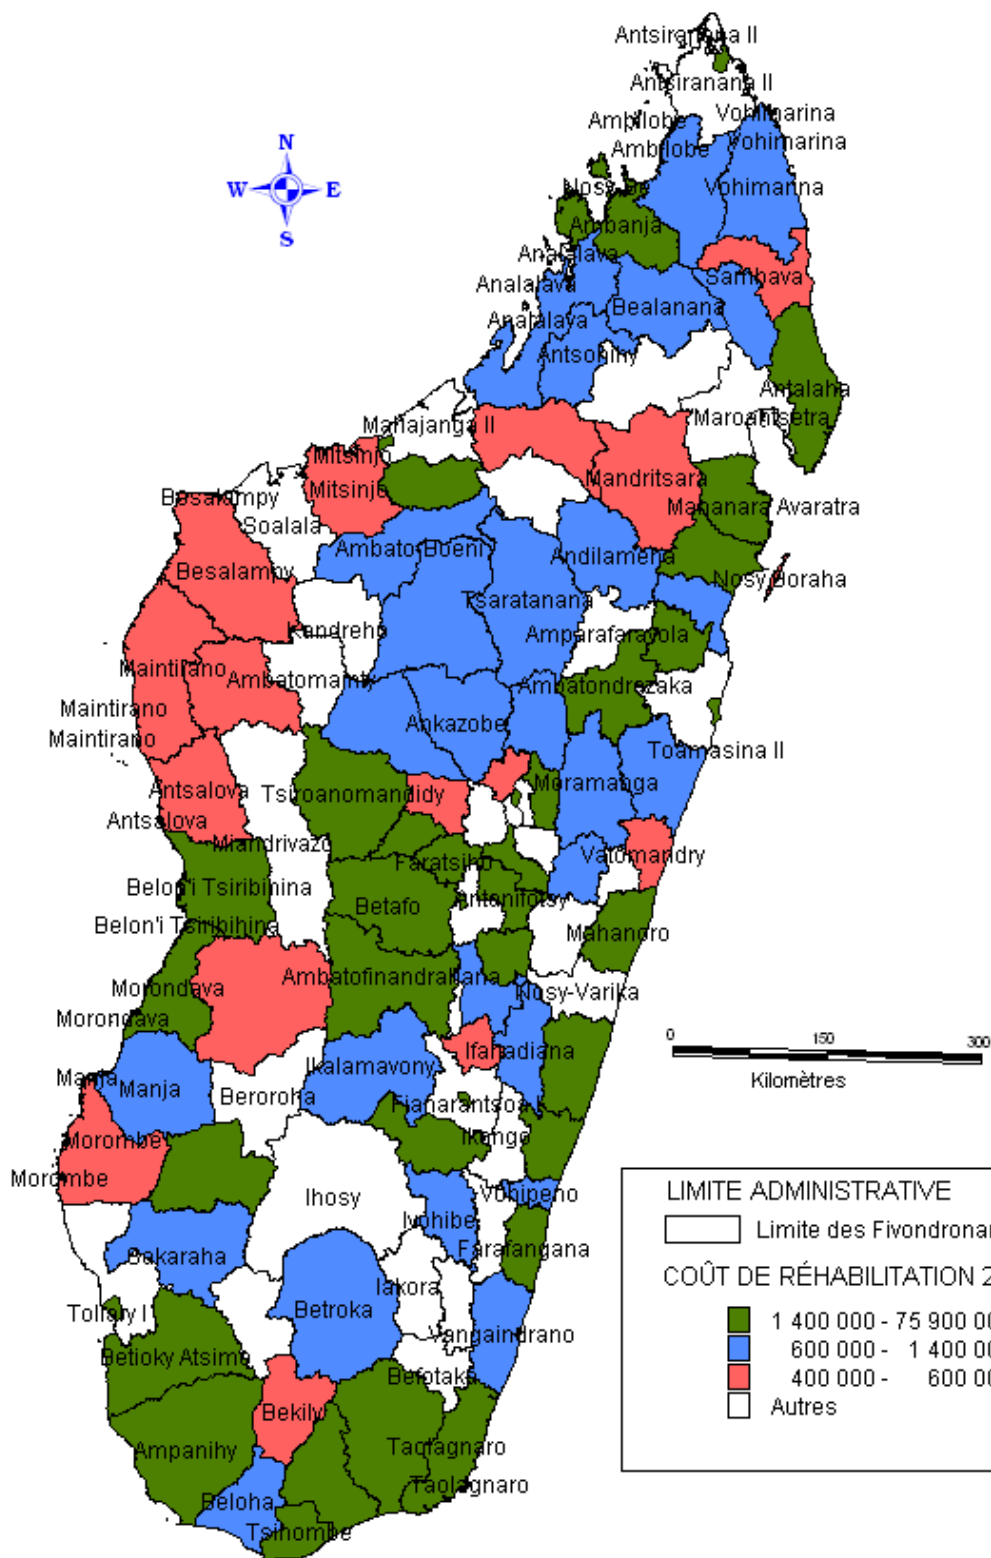 Antsiranana II
Antsiranana II
Vohimarina
Ambilobe
Vohimarina
Ambilobe
N
W E
S
Nosy-Be
Vohimarina
Ambanja
Analalava
Sambava
Analalava
Bealanana
Analalava
Antsohihy
Antalaha
Mahajanga II
Maroantsetra
Mitsinjo
Mandritsara
Mitsinjo
Besalampy
Mananara Avaratra
Soalala
Ambato Boeni
Andilamena
Besalampy
Nosy Boraha
Tsaratanana
Kandreho
Amparafaravola
Maintirano
Ambatomainty
Ambatondrazaka
Maintirano
Ankazobe
Maintirano
Toamasina II
Antsalova
Tsiroanomandidy
Moramanga
Antsalova
Miandrivazo
Faratsiho
Vatomandry
Belon'i Tsiribihina
Betafo
Antanifotsy
Belon'i Tsiribihina
Mahanoro
Ambatofinandrahana
Morondava
Nosy-Varika
Morondava
0 150 300
Kilomètres
Ikalamavony
Ifanadiana
Manja
Manja
Beroroha
Fianarantsoa I
Morombe
Ikongo
Morombe
Ihosy
Vohipeno
Ivohibe
Farafangana
Sakaraha
Iakora
Toliary I
Betroka
Vangaindrano
Betioky Atsimo
Befotaka
Bekily
Ampanihy
Taolagnaro
Taolagnaro
Beloha
Tsihombe
LIMITE ADMINISTRATIVE
Limite des Fivondronar
COÛT DE RÉHABILITATION 2
1 400 000 - 75 900 00
600 000 - 1 400 00
400 000 - 600 00
Autres